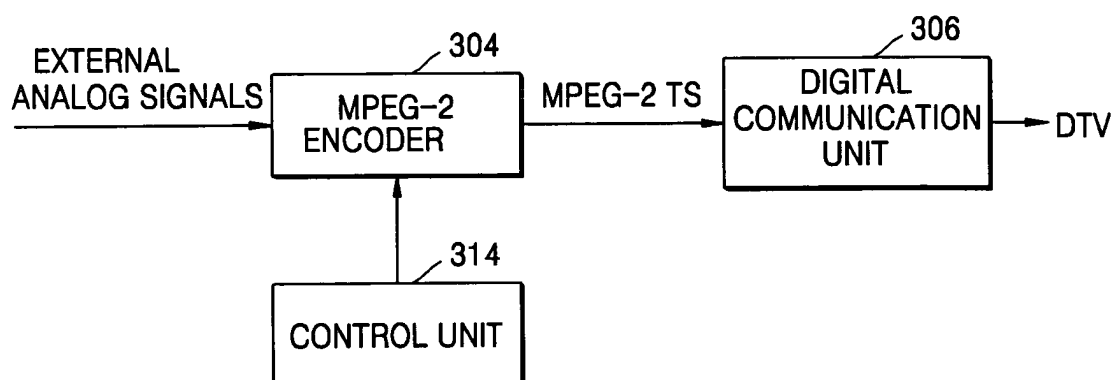 304
306
EXTERNAL
ANALOG SIGNALS
MPEG-2
ENCODER
MPEG-2 TS
DIGITAL
COMMUNICATION
UNIT
DTV
314
CONTROL UNIT